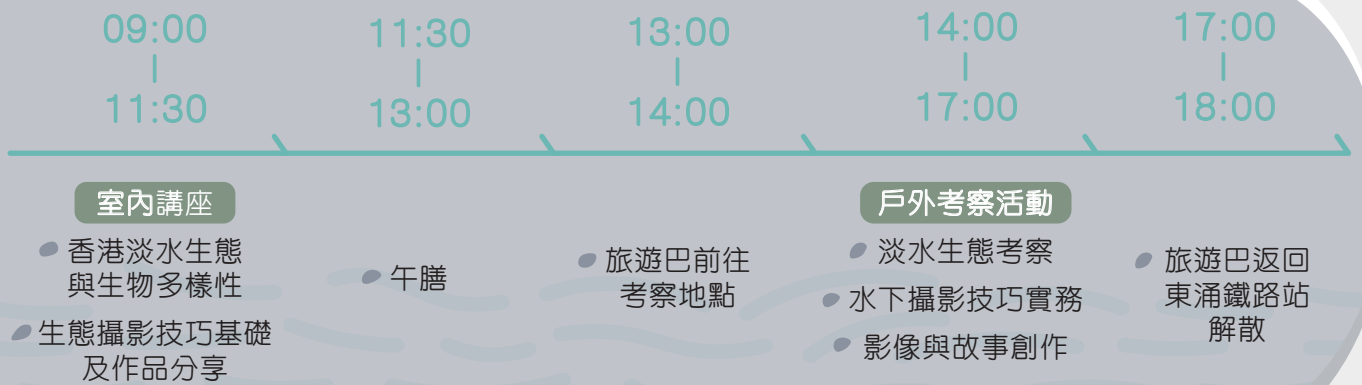 09:00
|
11:30
11:30
|
13:00
13:00
|
14:00
14:00
|
17:00
17:00
|
18:00
室內講座
香港淡水生態
與生物多樣性
生態攝影技巧基礎
及作品分享
午膳
旅遊巴前往
考察地點
戶外考察活動
淡水生態考察
水下攝影技巧實務
影像與故事創作
旅遊巴返回
東涌鐵路站
解散